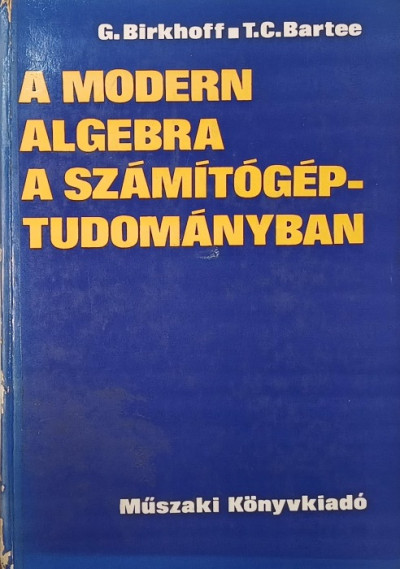 G. Birkhoff ■ T.C. Bartee
A MODERN
ALGEBRA
A SZÁMÍTÓGÉP-
TUDOMÁNYBAN
Műszaki Könyvkiadó